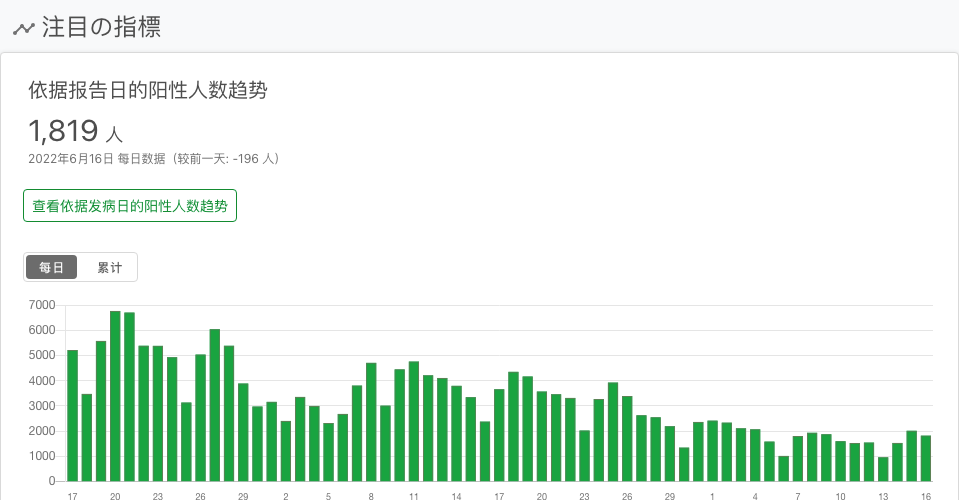 注目の指標
依据报告日的阳性人数趋势
1,819 人
2022年6月16日 每日数据（较前一天: -196 人）
查看依据发病日的阳性人数趋势
每日 累计
7000
6000
5000
4000
3000
2000
1000
0
17 20 23 26 29 2 5 8 11 14 17 20 23 26 29 1 4 7 10 13 16